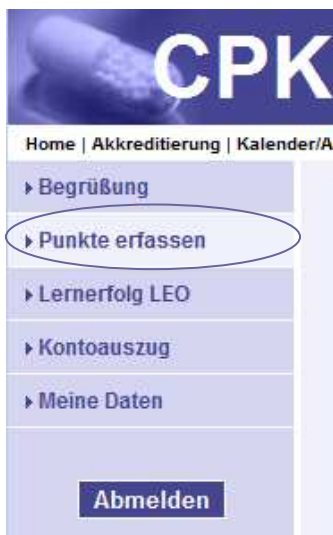 CPK
Home | Akkreditierung | Kalender/A
Begrüßung
Punkte erfassen
Lernerfolg LEO
Kontoauszug
Meine Daten
Abmelden